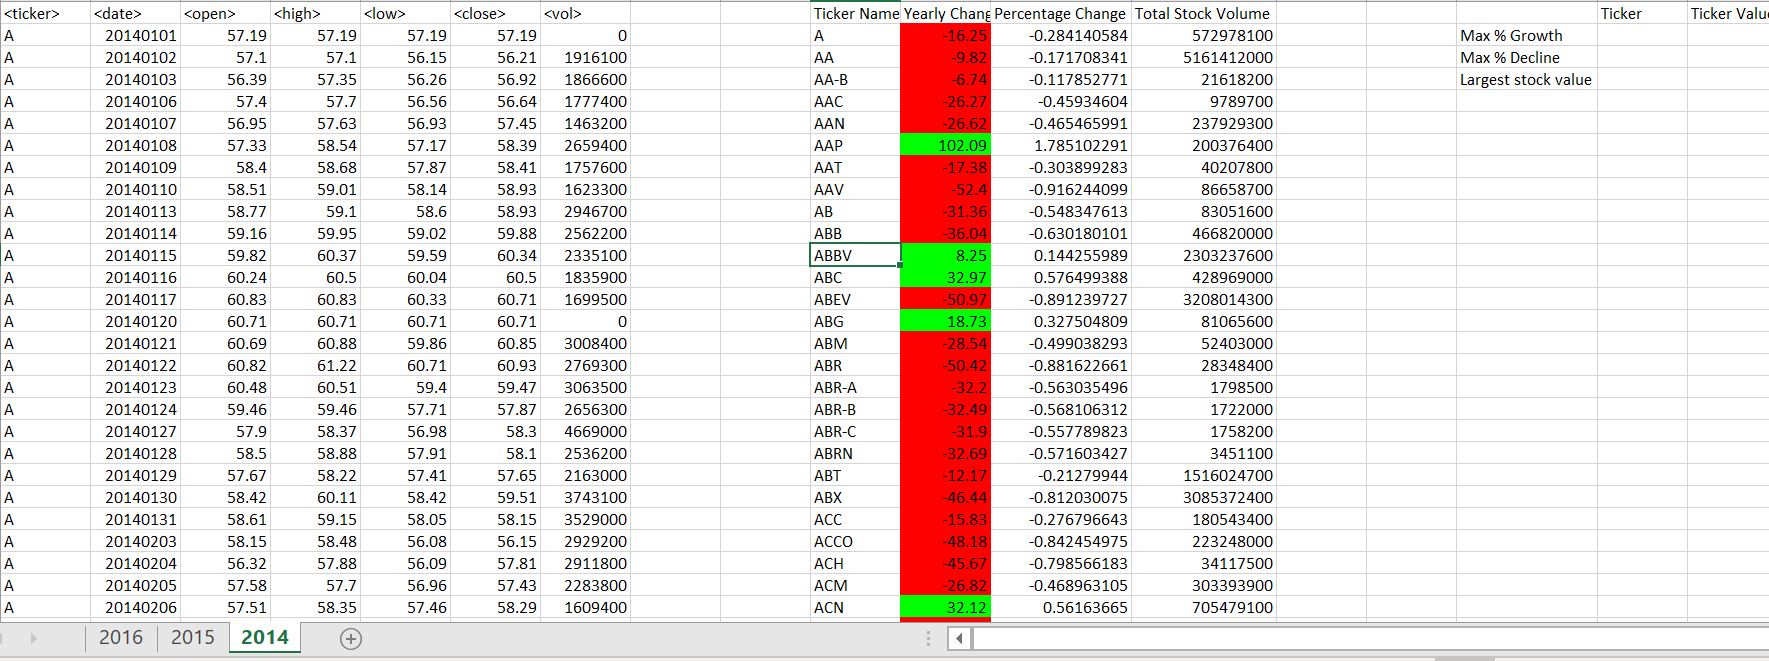 <ticker> <date> <open> <high> <low> <close> <vol> Ticker Name Yearly Chang Percentage Change Total Stock Volume Ticker Ticker Valu
A 20140101 57.19 57.19 57.19 57.19 0 A -16.25 -0.284140584 572978100 Max % Growth
A 20140102 57.1 57.1 56.15 56.21 1916100 AA -9.82 -0.171708341 5161412000 Max % Decline
A 20140103 56.39 57.35 56.26 56.92 1866600 AA-B -6.74 -0.117852771 21618200 Largest stock value
A 20140106 57.4 57.7 56.56 56.64 1777400 AAC -26.27 -0.45934604 9789700
A 20140107 56.95 57.63 56.93 57.45 1463200 AAN -26.62 -0.465465991 237929300
A 20140108 57.33 58.54 57.17 58.39 2659400 AAP 102.09 1.785102291 200376400
A 20140109 58.4 58.68 57.87 58.41 1757600 AAT -17.38 -0.303899283 40207800
A 20140110 58.51 59.01 58.14 58.93 1623300 AAV -52.4 -0.916244099 86658700
A 20140113 58.77 59.1 58.6 58.93 2946700 AB -31.36 -0.548347613 83051600
A 20140114 59.16 59.95 59.02 59.88 2562200 ABB -36.04 -0.630180101 466820000
A 20140115 59.82 60.37 59.59 60.34 2335100 ABBV 8.25 0.144255989 2303237600
A 20140116 60.24 60.5 60.04 60.5 1835900 ABC 32.97 0.576499388 428969000
A 20140117 60.83 60.83 60.33 60.71 1699500 ABEV -50.97 -0.891239727 3208014300
A 20140120 60.71 60.71 60.71 60.71 0 ABG 18.73 0.327504809 81065600
A 20140121 60.69 60.88 59.86 60.85 3008400 ABM -28.54 -0.499038293 52403000
A 20140122 60.82 61.22 60.71 60.93 2769300 ABR -50.42 -0.881622661 28348400
A 20140123 60.48 60.51 59.4 59.47 3063500 ABR-A -32.2 -0.563035496 1798500
A 20140124 59.46 59.46 57.71 57.87 2656300 ABR-B -32.49 -0.568106312 1722000
A 20140127 57.9 58.37 56.98 58.3 4669000 ABR-C -31.9 -0.557789823 1758200
A 20140128 58.5 58.88 57.91 58.1 2536200 ABRN -32.69 -0.571603427 3451100
A 20140129 57.67 58.22 57.41 57.65 2163000 ABT -12.17 -0.21279944 1516024700
A 20140130 58.42 60.11 58.42 59.51 3743100 ABX -46.44 -0.812030075 3085372400
A 20140131 58.61 59.15 58.05 58.15 3529000 ACC -15.83 -0.276796643 180543400
A 20140203 58.15 58.48 56.08 56.15 2929200 ACCO -48.18 -0.842454975 223248000
A 20140204 56.32 57.88 56.09 57.81 2911800 ACH -45.67 -0.798566183 34117500
A 20140205 57.58 57.7 56.96 57.43 2283800 ACM -26.82 -0.468963105 303393900
A 20140206 57.51 58.35 57.46 58.29 1609400 ACN 32.12 0.56163665 705479100
2016 2015 2014